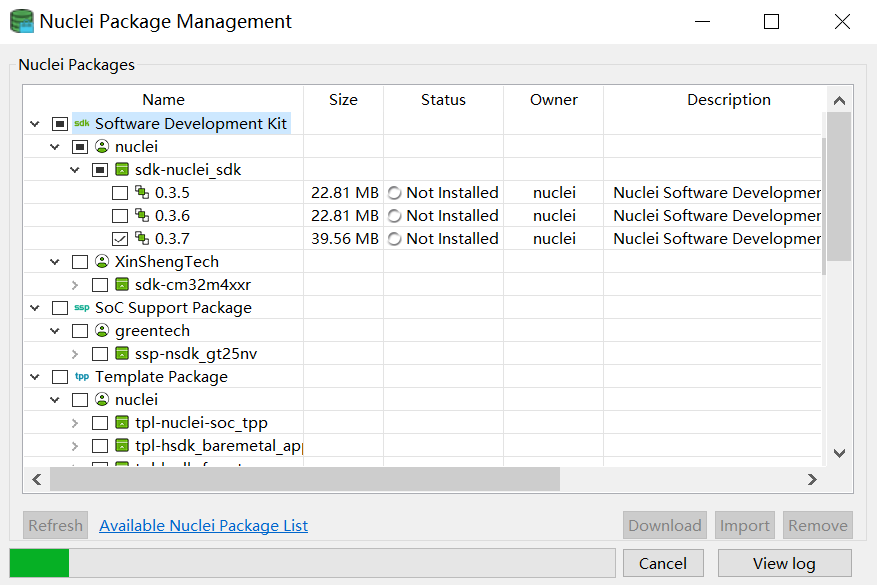 Nuclei Package Management
Nuclei Packages
Name Size Status Owner Description
sdk Software Development Kit
nuclei
sdk-nuclei_sdk
0.3.5 22.81 MB Not Installed nuclei Nuclei Software Developmer
0.3.6 22.81 MB Not Installed nuclei Nuclei Software Developmer
0.3.7 39.56 MB Not Installed nuclei Nuclei Software Developmer
XinShengTech
sdk-cm32m4xxr
ssp SoC Support Package
greentech
ssp-nsdk_gt25nv
tpp Template Package
nuclei
tpl-nuclei-soc_tpp
tpl-hsdk_baremetal_app
Refresh Available Nuclei Package List Download Import Remove
Cancel View log